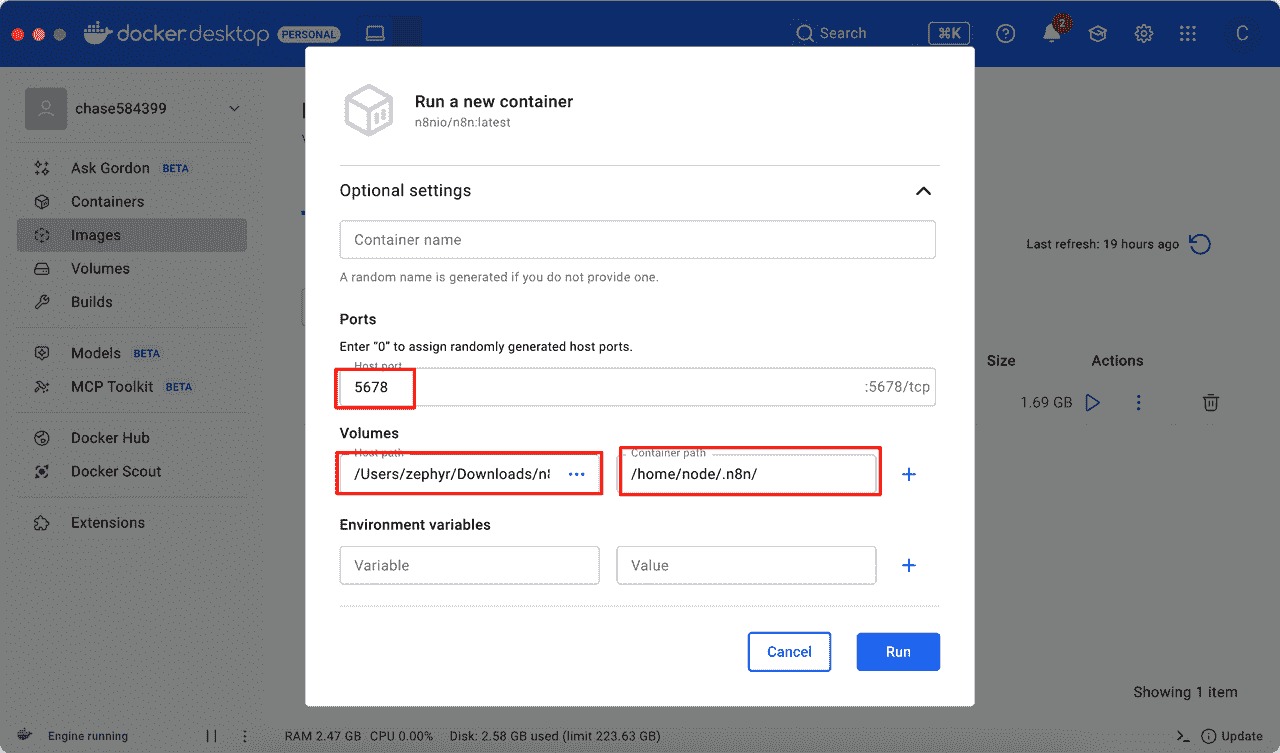 docker.desktop PERSONAL
Search
⌘K
2
C
chase584399
Ask Gordon BETA
Containers
Images
Volumes
Builds
Models BETA
MCP Toolkit BETA
Docker Hub
Docker Scout
Extensions
Run a new container
n8nio/n8n:latest
Optional settings
Container name
A random name is generated if you do not provide one.
Ports
Enter “0” to assign randomly generated host ports.
Host port
5678
:5678/tcp
Volumes
Host path
/Users/zephyr/Downloads/n8
Container path
/home/node/.n8n/
Environment variables
Variable
Value
Cancel
Run
Last refresh: 19 hours ago
Size
Actions
1.69 GB
Showing 1 item
Engine running
RAM 2.47 GB CPU 0.00% Disk: 2.58 GB used (limit 223.63 GB)
Update